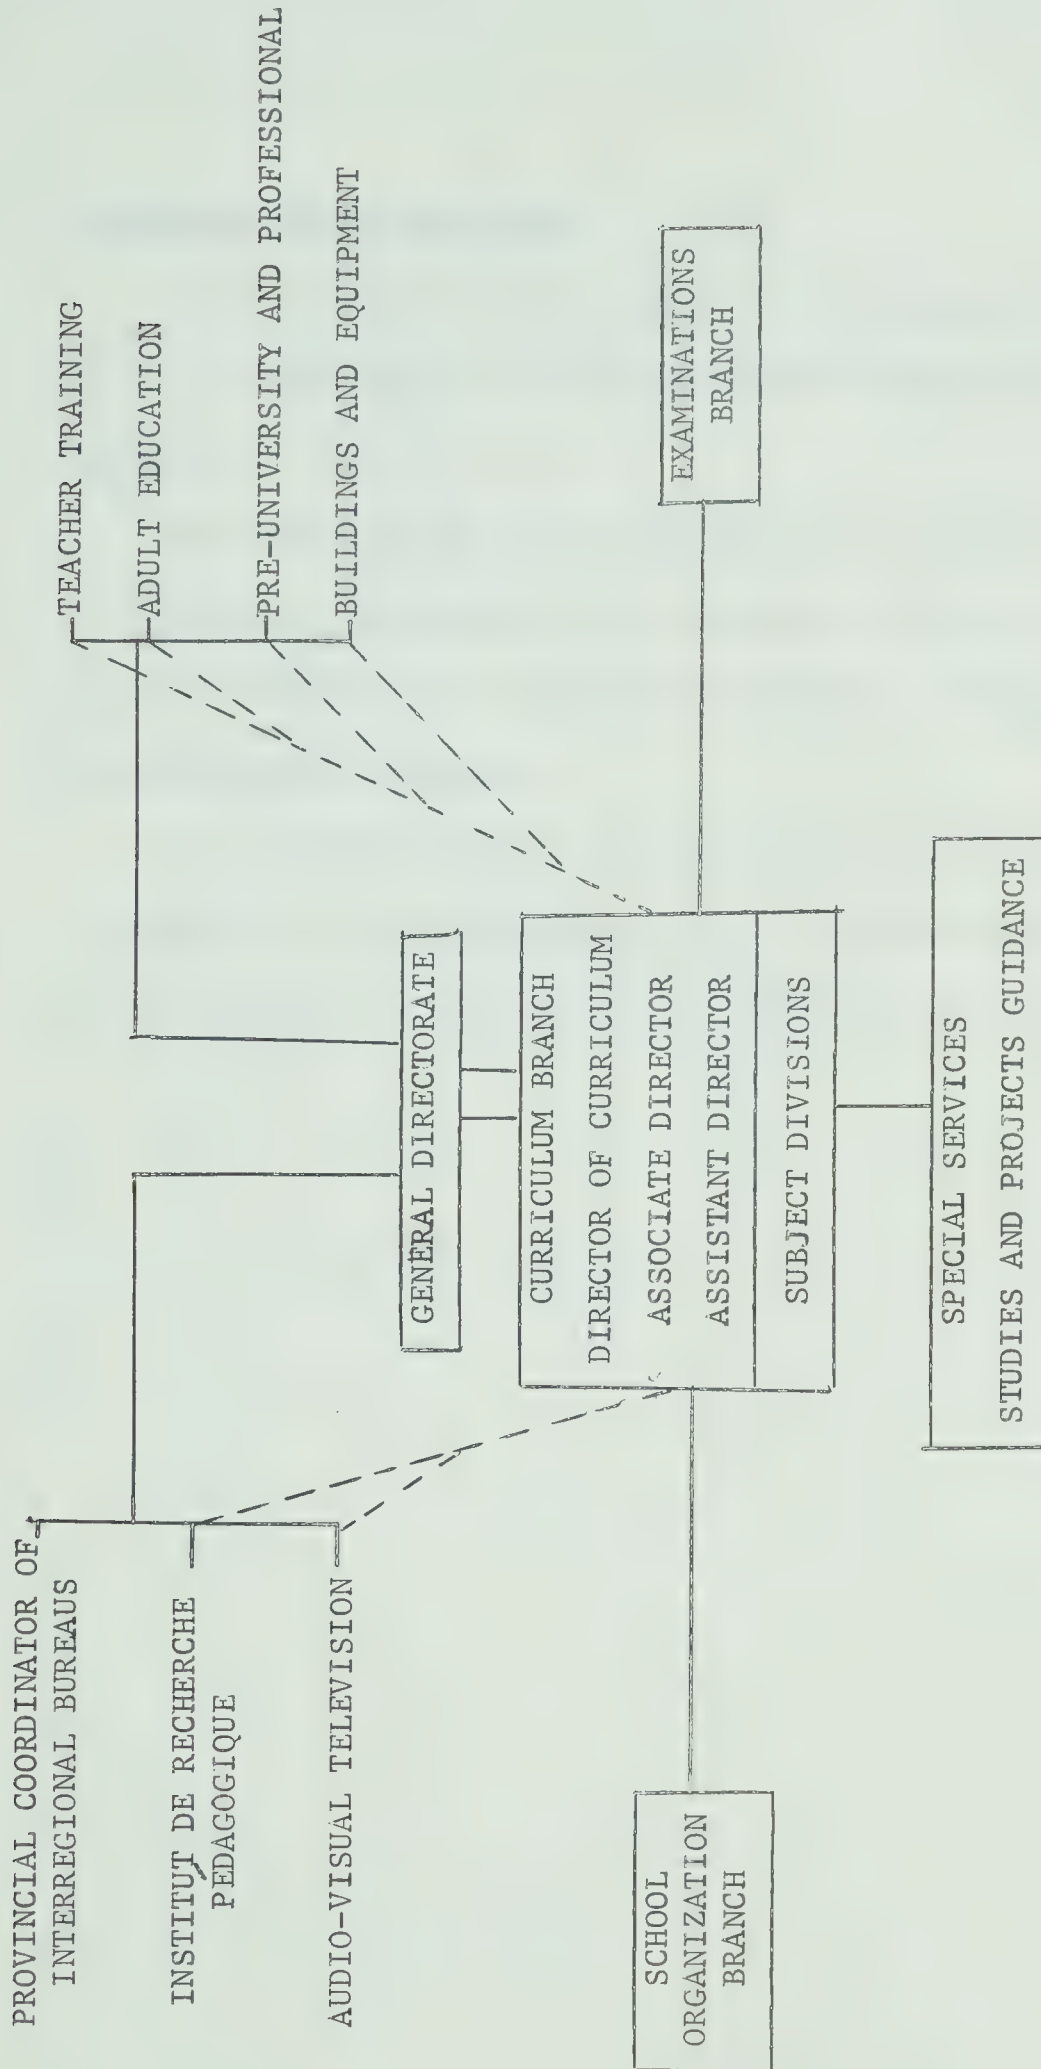 PROVINCIAL COORDINATOR OF
INTERREGIONAL BUREAUS
INSTITUT DE RECHERCHE
PÉDAGOGIQUE
AUDIO-VISUAL TELEVISION
TEACHER TRAINING
ADULT EDUCATION
PRE-UNIVERSITY AND PROFESSIONAL
BUILDINGS AND EQUIPMENT
GENERAL DIRECTORATE
CURRICULUM BRANCH
DIRECTOR OF CURRICULUM
ASSOCIATE DIRECTOR
ASSISTANT DIRECTOR
SUBJECT DIVISIONS
SCHOOL
ORGANIZATION
BRANCH
EXAMINATIONS
BRANCH
SPECIAL SERVICES
STUDIES AND PROJECTS GUIDANCE